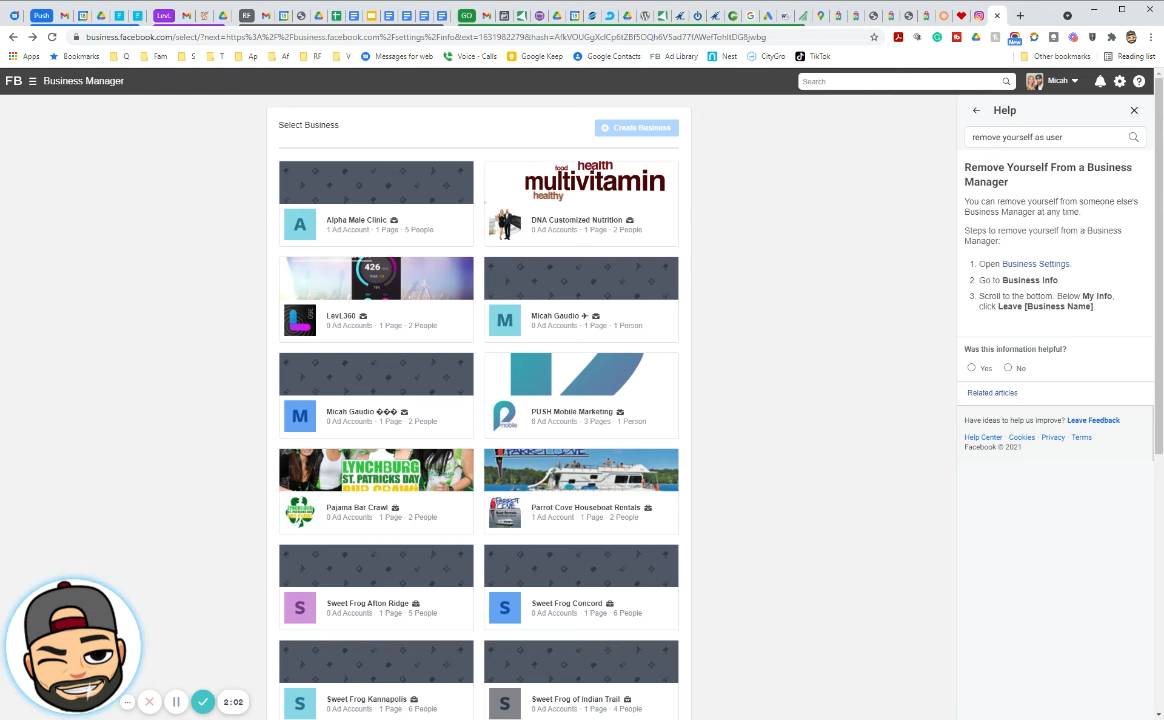 Push
LevL
RF
GO
business.facebook.com/select/?next=https%3A%2F%2Fbusiness.facebook.com%2Fsettings%2Finfo&ext=1631982279&hash=AfkVOUGgXclCp6tZBf5OQh6V5ad77fAWefTohItDG8jwbg
New
Apps
Bookmarks
Q
Fam
S
T
Ap
Af
RF
V
Messages for web
Voice - Calls
Google Keep
Google Contacts
FB Ad Library
Nest
CityGro
TikTok
Other bookmarks
Reading list
FB Business Manager
Search
Micah
Select Business
Create Business
food health
multivitamin
healthy
A
Alpha Male Clinic
1 Ad Account · 1 Page · 5 People
DNA Customized Nutrition
0 Ad Accounts · 1 Page · 2 People
426
LevL360
0 Ad Accounts · 1 Page · 2 People
M
Micah Gaudio ✈
0 Ad Accounts · 1 Page · 1 Person
M
Micah Gaudio ���
0 Ad Accounts · 1 Page · 2 People
mobile
PUSH Mobile Marketing
6 Ad Accounts · 3 Pages · 1 Person
LYNCHBURG
ST. PATRICKS DAY
PUB CRAWL
PARROT COVE
Pajama Bar Crawl
0 Ad Accounts · 1 Page · 2 People
Parrot Cove Houseboat Rentals
1 Ad Account · 1 Page · 2 People
S
Sweet Frog Afton Ridge
0 Ad Accounts · 1 Page · 5 People
S
Sweet Frog Concord
0 Ad Accounts · 1 Page · 6 People
S
Sweet Frog Kannapolis
0 Ad Accounts · 1 Page · 6 People
S
Sweet Frog of Indian Trail
0 Ad Accounts · 1 Page · 4 People
Help
remove yourself as user
Remove Yourself From a Business
Manager
You can remove yourself from someone else's
Business Manager at any time.
Steps to remove yourself from a Business
Manager:
1. Open Business Settings.
2. Go to Business Info.
3. Scroll to the bottom. Below My Info,
click Leave [Business Name]
Was this information helpful?
Yes
No
Related articles
Have ideas to help us improve? Leave Feedback
Help Center · Cookies · Privacy · Terms
Facebook © 2021
2:02